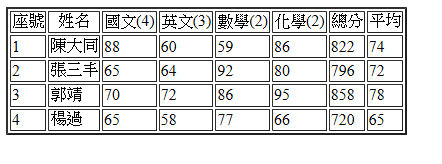 座號 姓名 國文(4) 英文(3) 數學(2) 化學(2) 總分 平均
1 陳大同 88 60 59 86 822 74
2 張三丰 65 64 92 80 796 72
3 郭靖 70 72 86 95 858 78
4 楊過 65 58 77 66 720 65